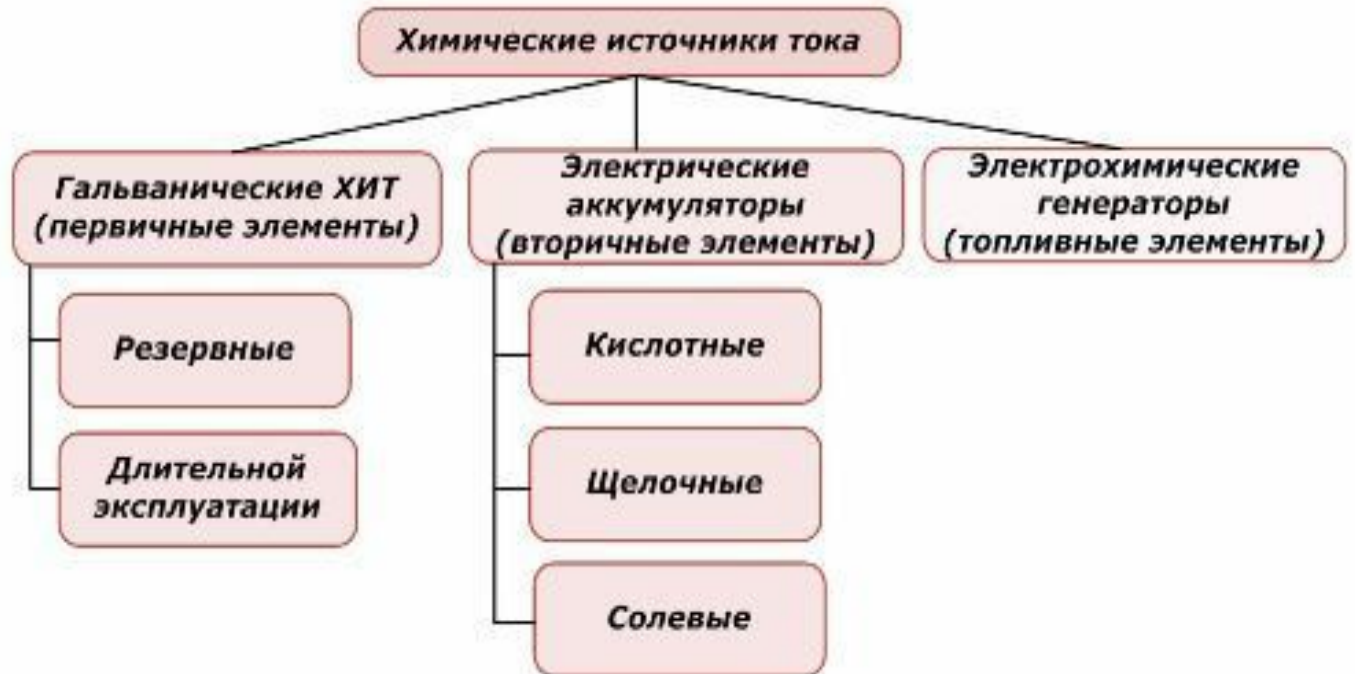 Химические источники тока
Гальванические ХИТ
(первичные элементы)
Электрические
аккумуляторы
(вторичные элементы)
Электрохимические
генераторы
(топливные элементы)
Резервные
Длительной
эксплуатации
Кислотные
Щелочные
Солевые